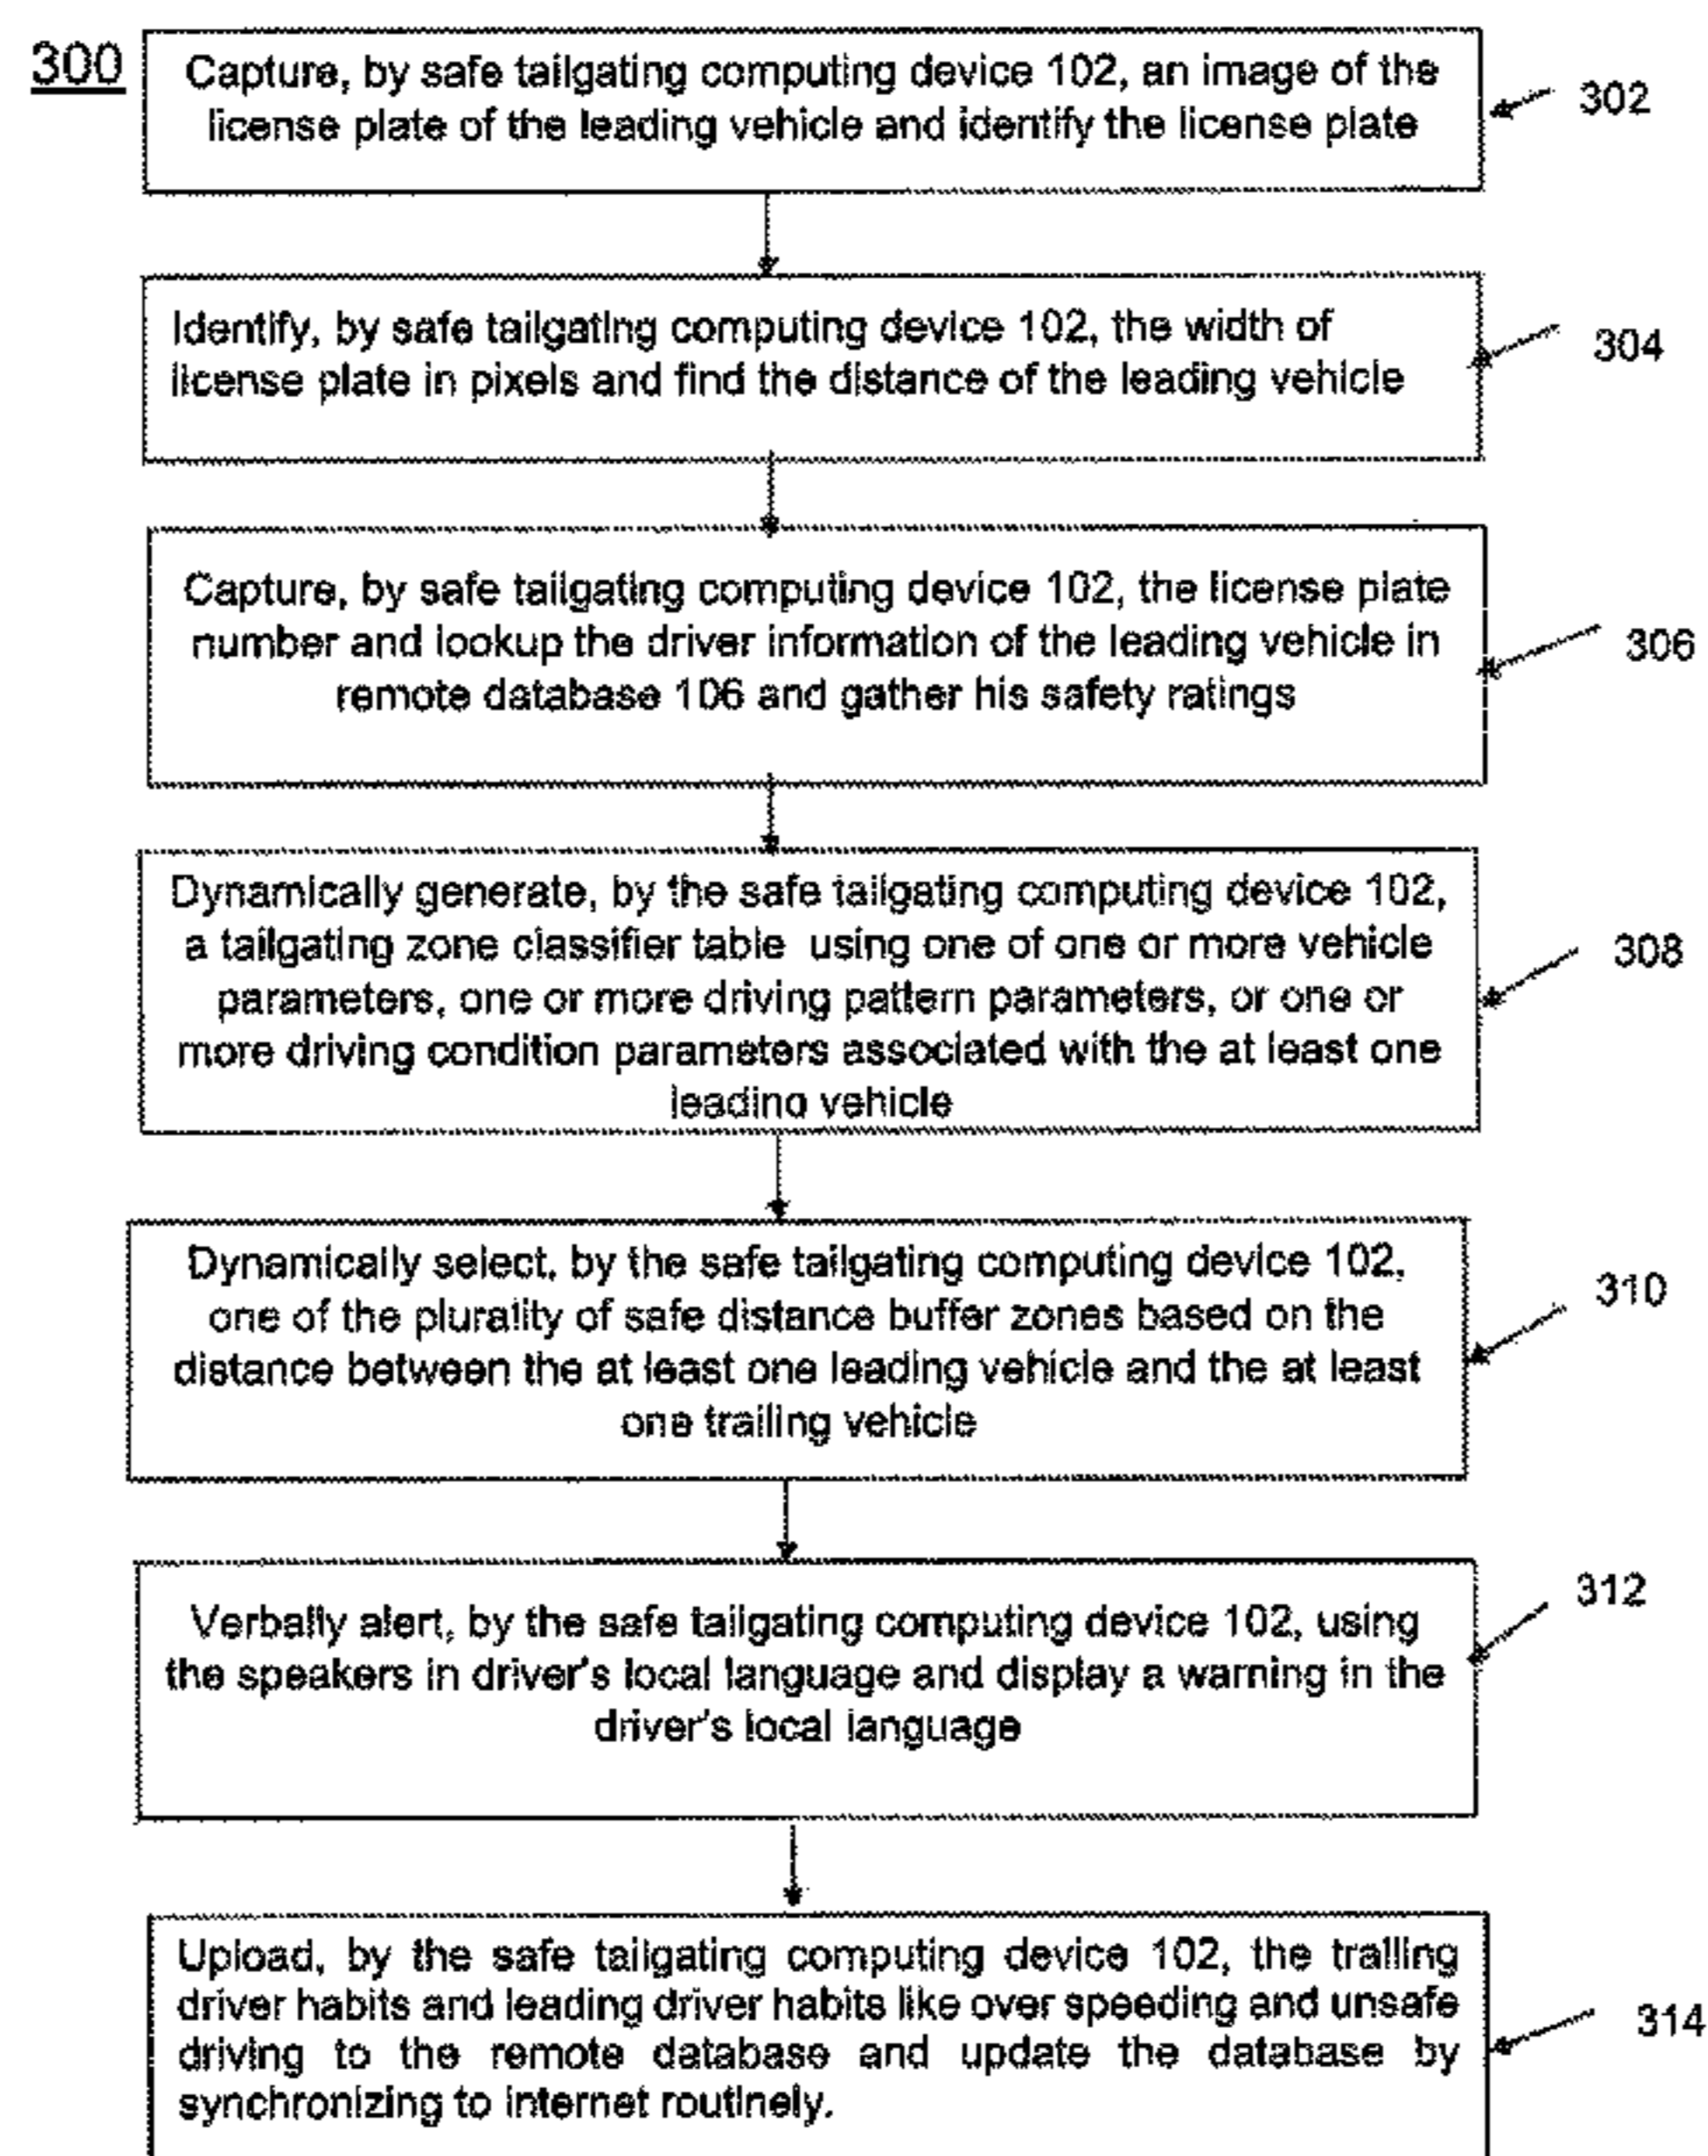 300
Capture, by safe tailgating computing device 102, an image of the
license plate of the leading vehicle and identify the license plate
302
Identify, by safe tailgating computing device 102, the width of
license plate in pixels and find the distance of the leading vehicle
304
Capture, by safe tailgating computing device 102, the license plate
number and lookup the driver information of the leading vehicle in
remote database 106 and gather his safety ratings
306
Dynamically generate, by the safe tailgating computing device 102,
a tailgating zone classifier table using one of one or more vehicle
parameters, one or more driving pattern parameters, or one or
more driving condition parameters associated with the at least one
leading vehicle
308
Dynamically select, by the safe tailgating computing device 102,
one of the plurality of safe distance buffer zones based on the
distance between the at least one leading vehicle and the at least
one trailing vehicle
310
Verbally alert, by the safe tailgating computing device 102, using
the speakers in driver's local language and display a warning in the
driver's local language
312
Upload, by the safe tailgating computing device 102, the trailing
driver habits and leading driver habits like over speeding and unsafe
driving to the remote database and update the database by
synchronizing to internet routinely.
314